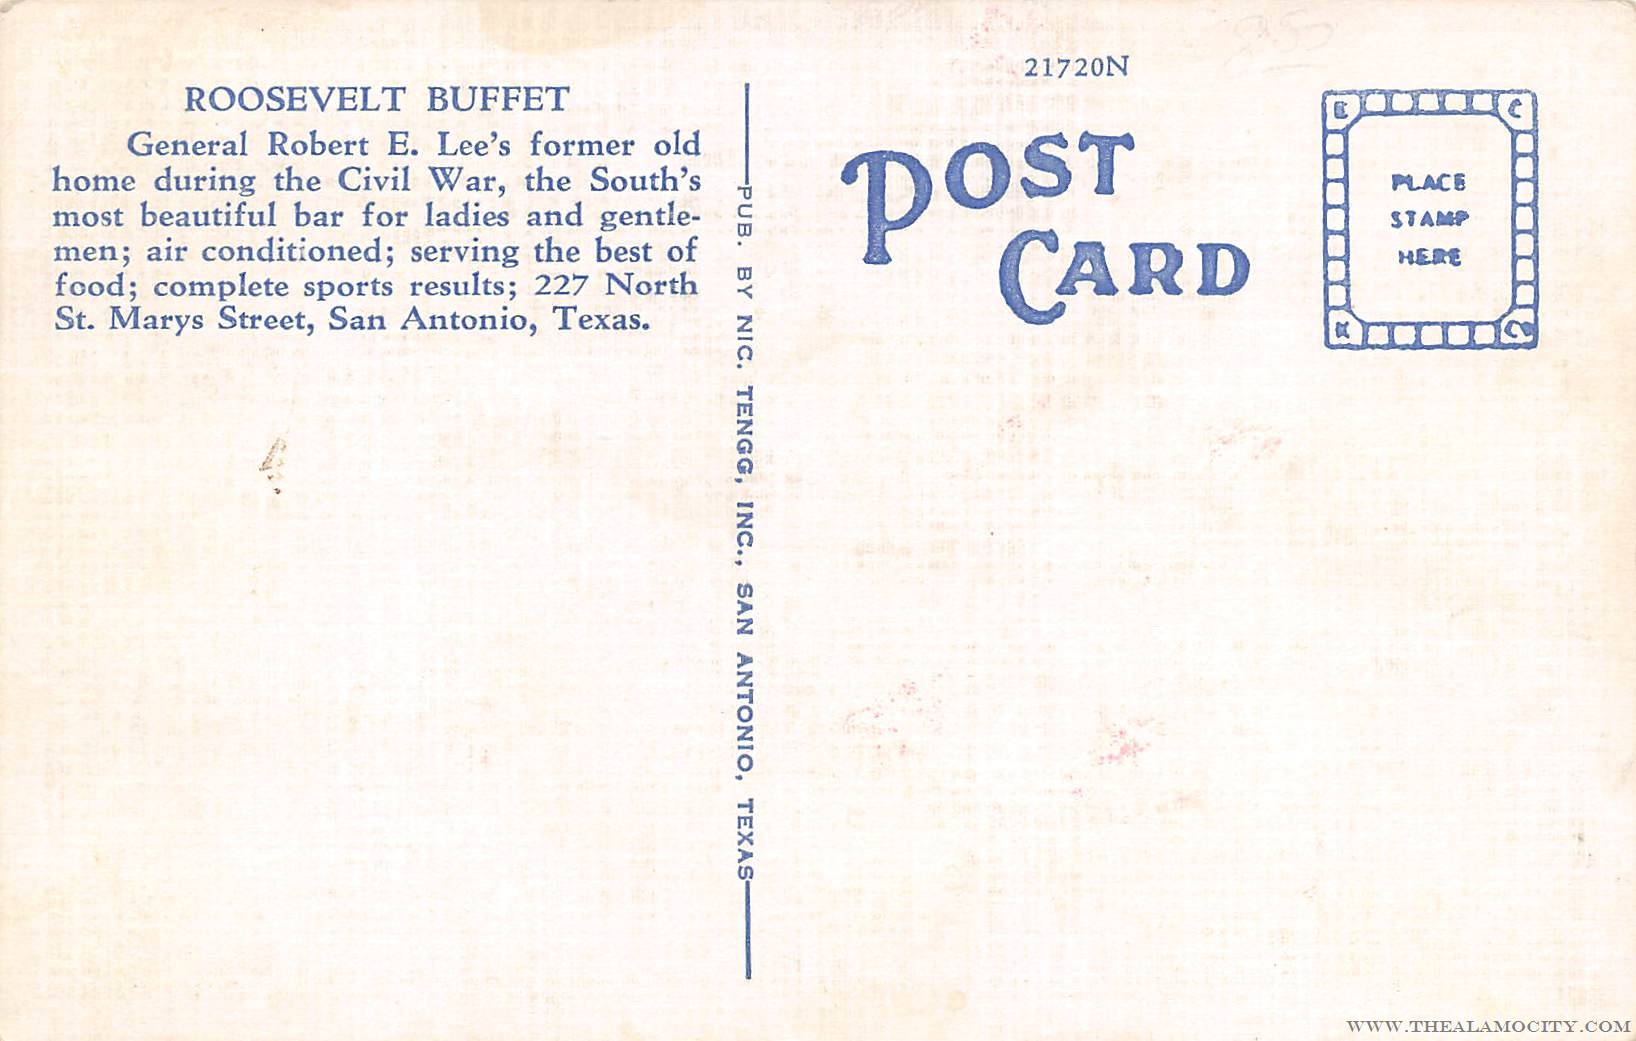 ROOSEVELT BUFFET
General Robert E. Lee's former old
home during the Civil War, the South's
most beautiful bar for ladies and gentle-
men; air conditioned; serving the best of
food; complete sports results; 227 North
St. Marys Street, San Antonio, Texas.
PUB. BY NIC. TENGG, INC., SAN ANTONIO, TEXAS
21720N
POST
CARD
PLACE
STAMP
HERE
WWW.THEALAMOCITY.COM